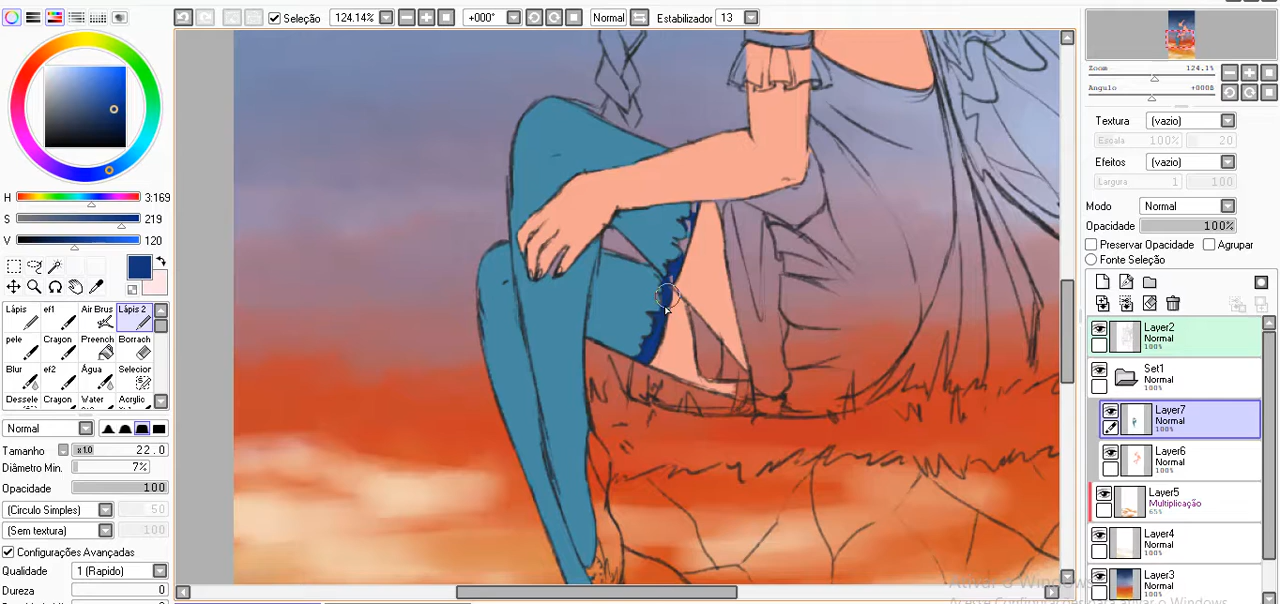 Seleção 124.14% +000° Normal Estabilizador 13
Zoom 124.1%
Angulo +000ß
Textura (vazio)
Escala 100% 20
Efeitos (vazio)
Largura 1 100
Modo Normal
Opacidade 100%
Preservar Opacidade Agrupar
Fonte Seleção
H 3:169
S 219
V 120
Lápis ef1 Air Brus Lápis 2
pele Crayon Preench Borrach
Blur ef2 Água Selecior
Dessele Crayon Water Acrylic
Normal
Tamanho x1.0 22.0
Diâmetro Min. 7%
Opacidade 100
(Circulo Simples) 50
(Sem textura) 100
Configurações Avançadas
Qualidade 1 (Rapido)
Dureza 0
Layer2
Normal
100%
Set1
Normal
100%
Layer7
Normal
100%
Layer6
Normal
100%
Layer5
Multiplicação
65%
Layer4
Normal
100%
Layer3
Normal
100%
Ativar o Windows